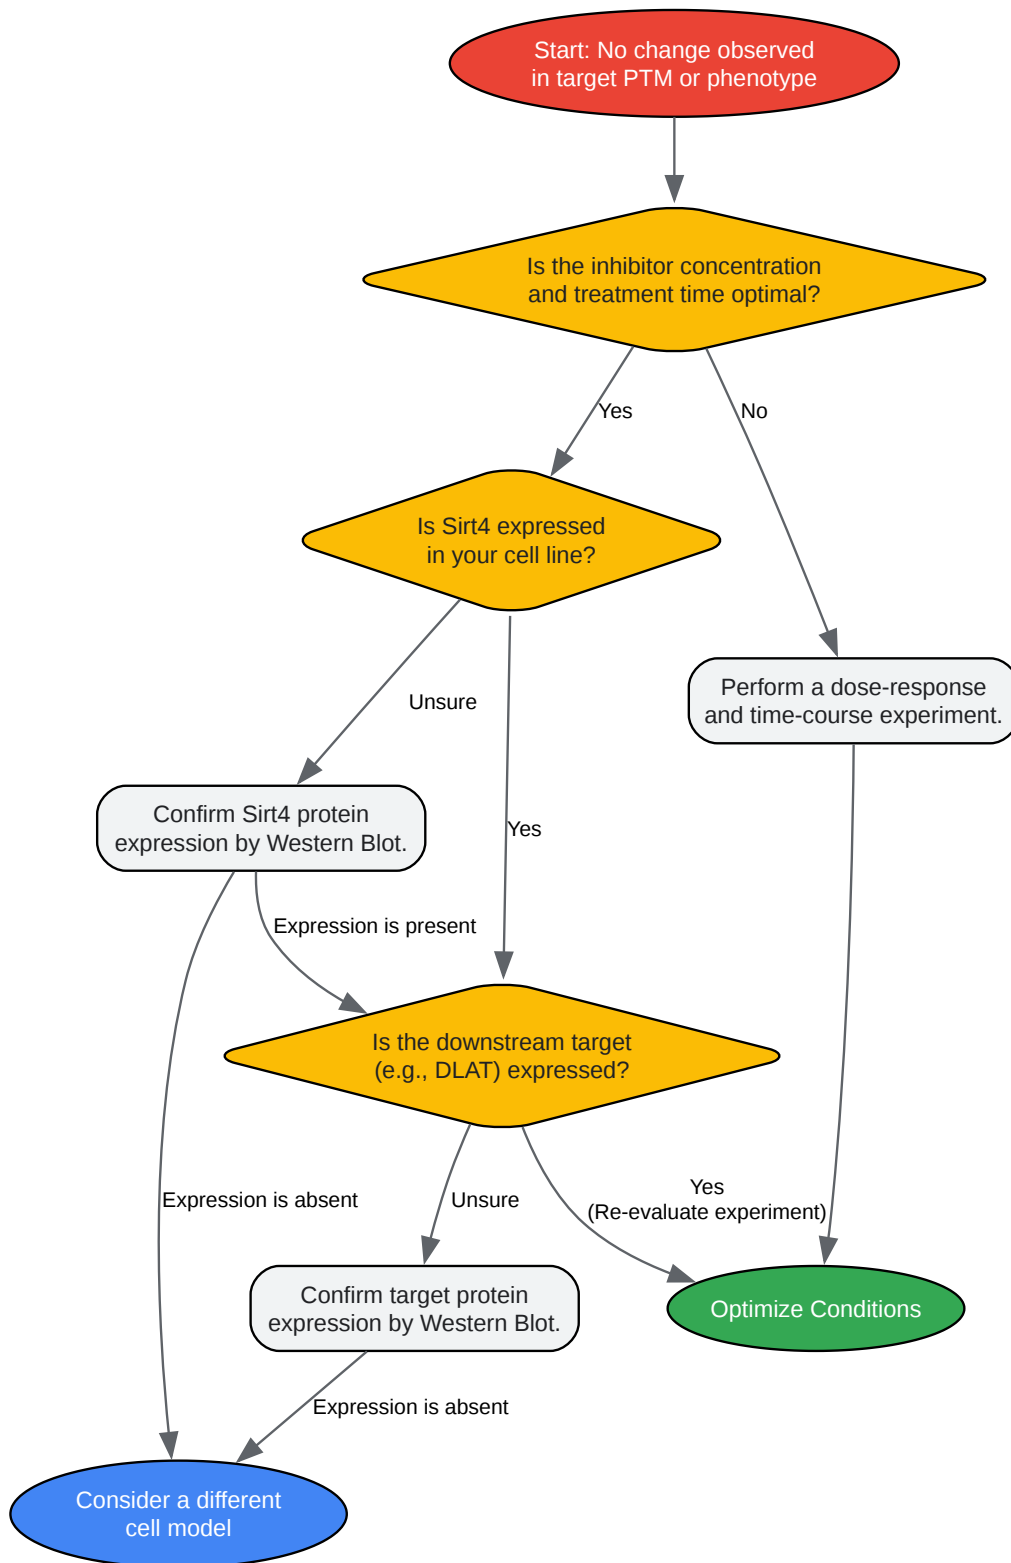 Start: No change observed
in target PTM or phenotype
Is the inhibitor concentration
and treatment time optimal?
Yes
No
Is Sirt4 expressed
in your cell line?
Perform a dose-response
and time-course experiment.
Unsure
Confirm Sirt4 protein
expression by Western Blot.
Yes
Expression is present
Is the downstream target
(e.g., DLAT) expressed?
Expression is absent
Unsure
Yes
(Re-evaluate experiment)
Confirm target protein
expression by Western Blot.
Optimize Conditions
Expression is absent
Consider a different
cell model